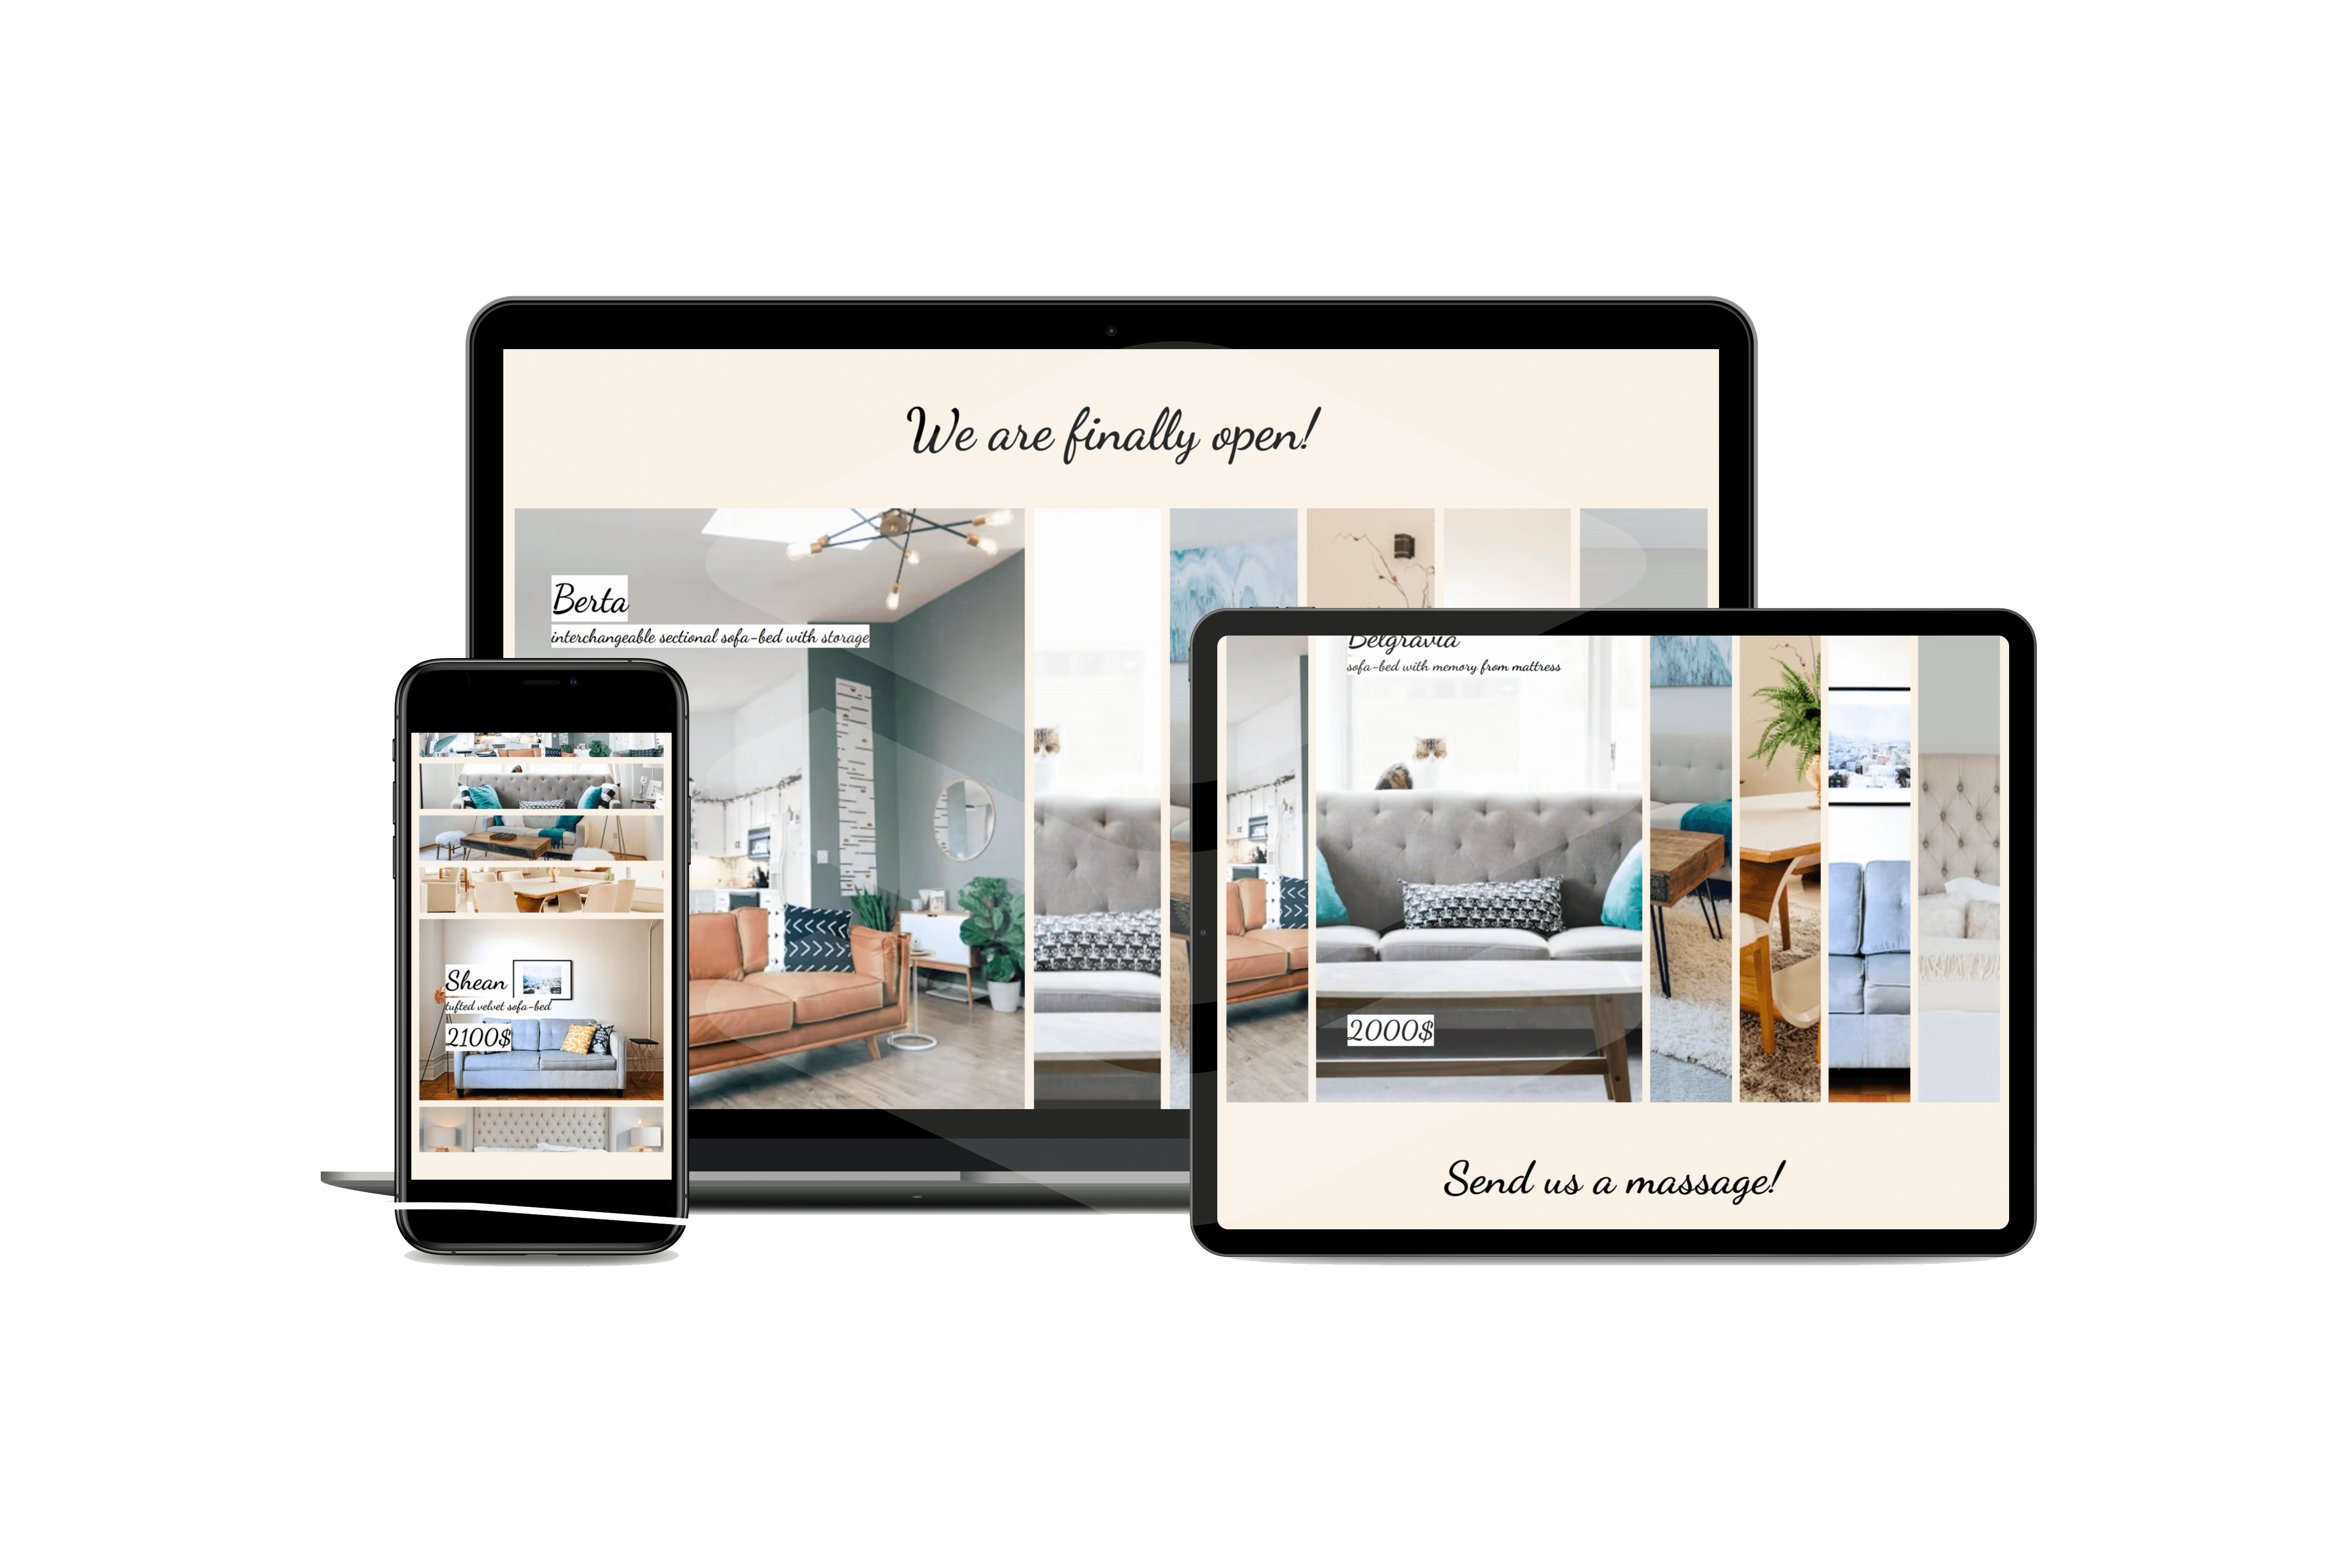 We are finally open!
Berta
interchangeable sectional sofa-bed with storage
Belgravia
sofa-bed with memory from mattress
2000$
Send us a massage!
Shean
tufted velvet sofa-bed
2100$